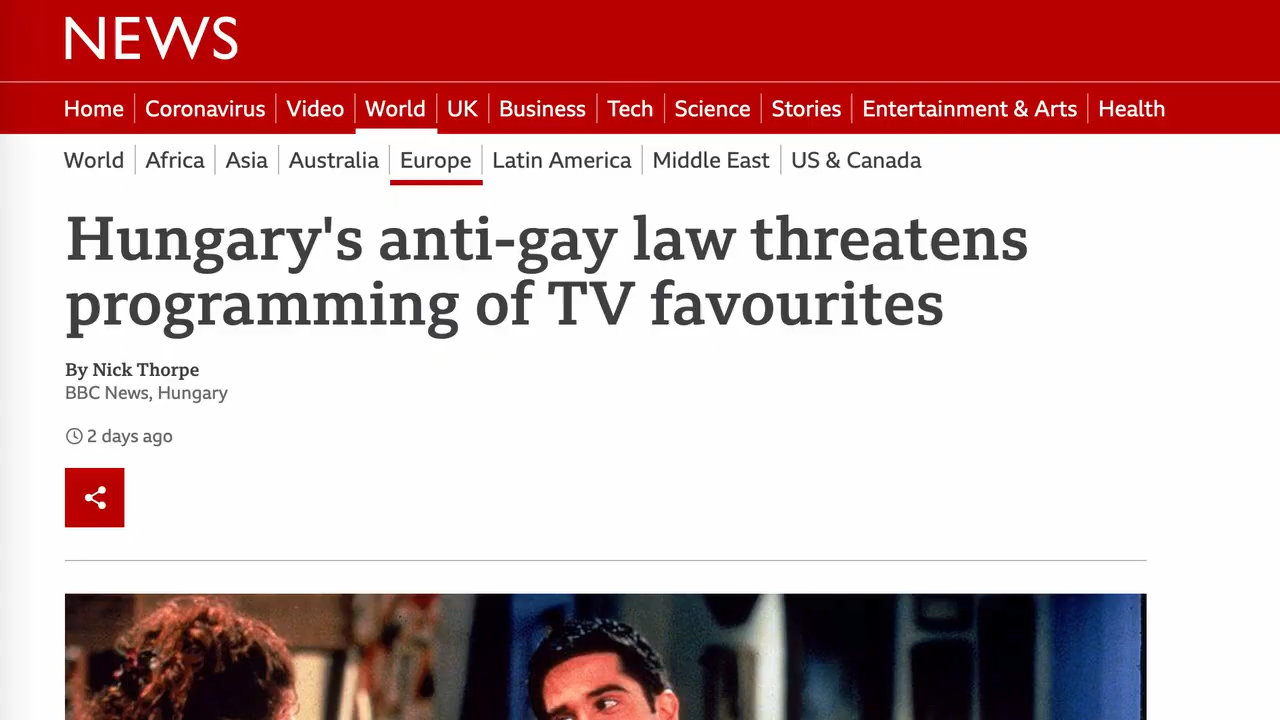 NEWS
Home Coronavirus Video World UK Business Tech Science Stories Entertainment & Arts Health
World Africa Asia Australia Europe Latin America Middle East US & Canada
Hungary's anti-gay law threatens
programming of TV favourites
By Nick Thorpe
BBC News, Hungary
2 days ago